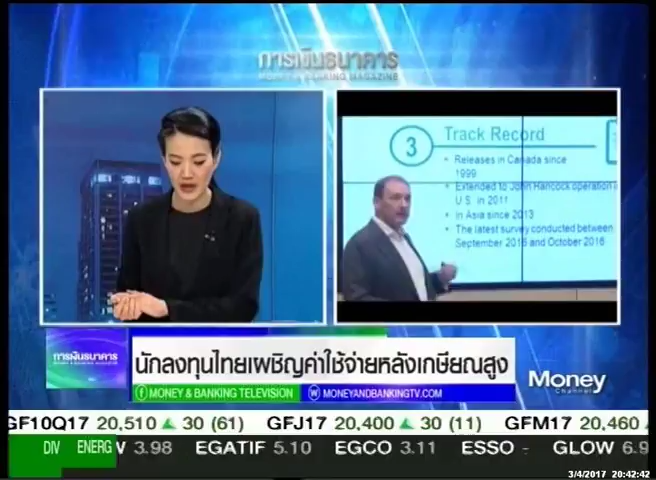 การเงินธนาคาร
MONEY & BANKING MAGAZINE
3
Track Record
• Releases in Canada since
1999
• Extended to John Hancock operation in
U.S. in 2011
• in Asia since 2013
• The latest survey conducted between
September 2016 and October 2016
การเงินธนาคาร
นักลงทุนไทยเผชิญค่าใช้จ่ายหลังเกษียณสูง
MONEY & BANKING TELEVISION
MONEYANDBANKINGTV.COM
Money
Channel
GF10Q17 20,510 ▲ 30 (61) GFJ17 20,400 ▲ 30 (11) GFM17 20,460 ▲
DIV ENERG 3.98 EGATIF 5.10 EGCO 3.11 ESSO - GLOW 6.9
3/4/2017 20:42:42